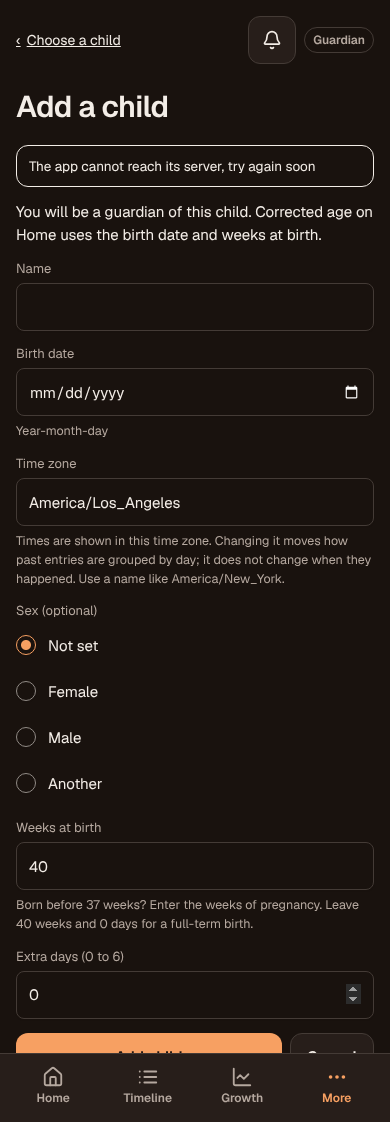 ‹ Choose a child
Guardian
Add a child
The app cannot reach its server, try again soon
You will be a guardian of this child. Corrected age on
Home uses the birth date and weeks at birth.
Name
Birth date
mm/dd/yyyy
Year-month-day
Time zone
America/Los_Angeles
Times are shown in this time zone. Changing it moves how
past entries are grouped by day; it does not change when they
happened. Use a name like America/New_York.
Sex (optional)
Not set
Female
Male
Another
Weeks at birth
40
Born before 37 weeks? Enter the weeks of pregnancy. Leave
40 weeks and 0 days for a full-term birth.
Extra days (0 to 6)
0
Home
Timeline
Growth
More